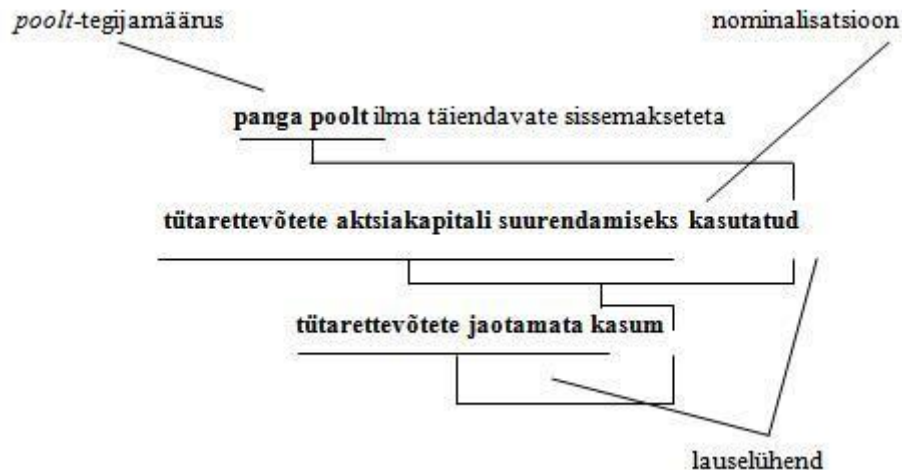 poolt-tegijamäärus
nominalisatsioon
panga poolt ilma täiendavate sissemakseteta
tütarettevõtete aktsiakapitali suurendamiseks kasutatud
tütarettevõtete jaotamata kasum
lauselühend